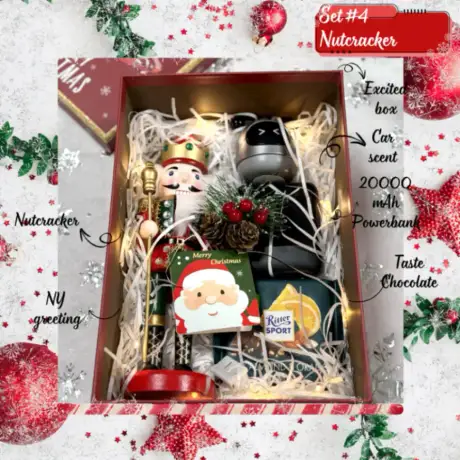 Set #4
Nutcracker
Excited
box
Car
scent
20000
mAh
Powerbank
Taste
Chocolate
Nutcracker
NY
greeting
Merry
Christmas
Ritter
SPORT